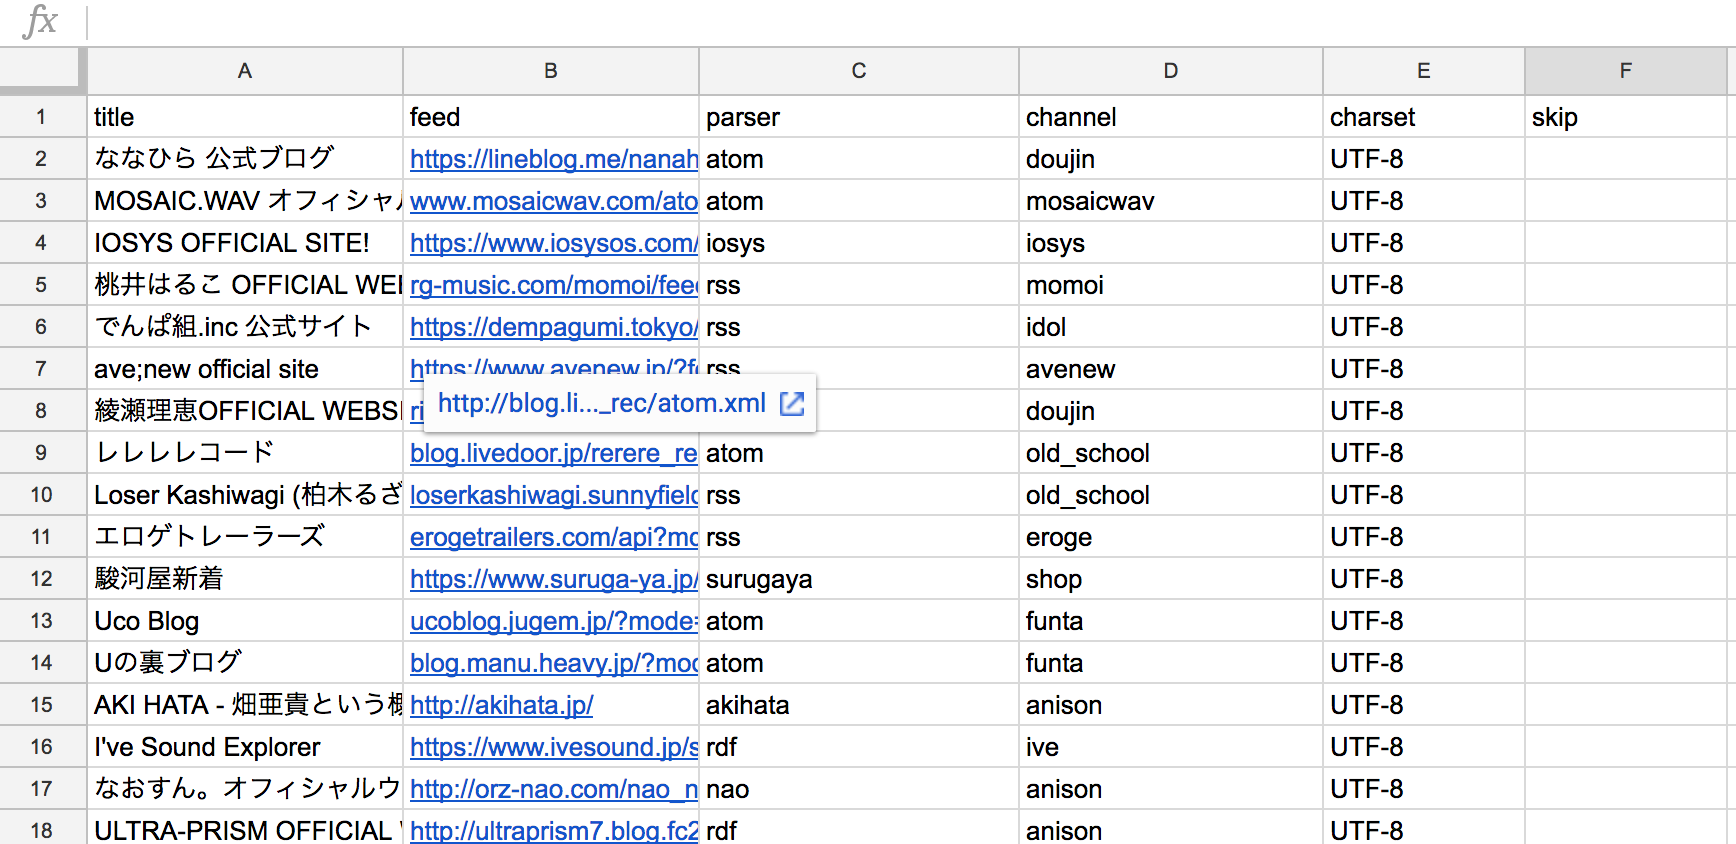 fx
A B C D E F
1 title feed parser channel charset skip
2 ななひら 公式ブログ https://lineblog.me/nanah atom doujin UTF-8
3 MOSAIC.WAV オフィシャル www.mosaicwav.com/ato atom mosaicwav UTF-8
4 IOSYS OFFICIAL SITE! https://www.iosysos.com/ iosys iosys UTF-8
5 桃井はるこ OFFICIAL WEB rg-music.com/momoi/feed rss momoi UTF-8
6 でんぱ組.inc 公式サイト https://dempagumi.tokyo/ rss idol UTF-8
7 ave;new official site https://www.avenew.jp/?f rss avenew UTF-8
8 綾瀬理恵OFFICIAL WEBSI ri doujin UTF-8
http://blog.li..._rec/atom.xml
9 レレレレコード blog.livedoor.jp/rerere_re atom old_school UTF-8
10 Loser Kashiwagi (柏木るざ loserkashiwagi.sunnyfield rss old_school UTF-8
11 エロゲトレーラーズ erogetrailers.com/api?mo rss eroge UTF-8
12 駿河屋新着 https://www.suruga-ya.jp/ surugaya shop UTF-8
13 Uco Blog ucoblog.jugem.jp/?mode= atom funta UTF-8
14 Uの裏ブログ blog.manu.heavy.jp/?mod atom funta UTF-8
15 AKI HATA - 畑亜貴という概 http://akihata.jp/ akihata anison UTF-8
16 I've Sound Explorer https://www.ivesound.jp/s rdf ive UTF-8
17 なおすん。オフィシャルウ http://orz-nao.com/nao_n nao anison UTF-8
18 ULTRA-PRISM OFFICIAL http://ultraprism7.blog.fc2 rdf anison UTF-8